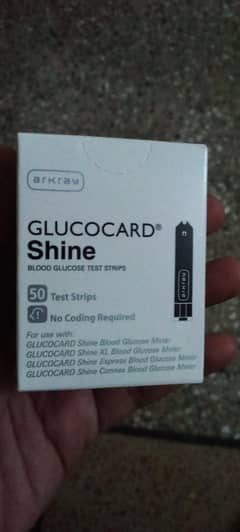 arkray
GLUCOCARD®
Shine
BLOOD GLUCOSE TEST STRIPS
50 Test Strips
No Coding Required
For use with:
GLUCOCARD Shine Blood Glucose Meter
GLUCOCARD Shine XL Blood Glucose Meter
GLUCOCARD Shine Express Blood Glucose Meter
GLUCOCARD Shine Connex Blood Glucose Meter
arkray